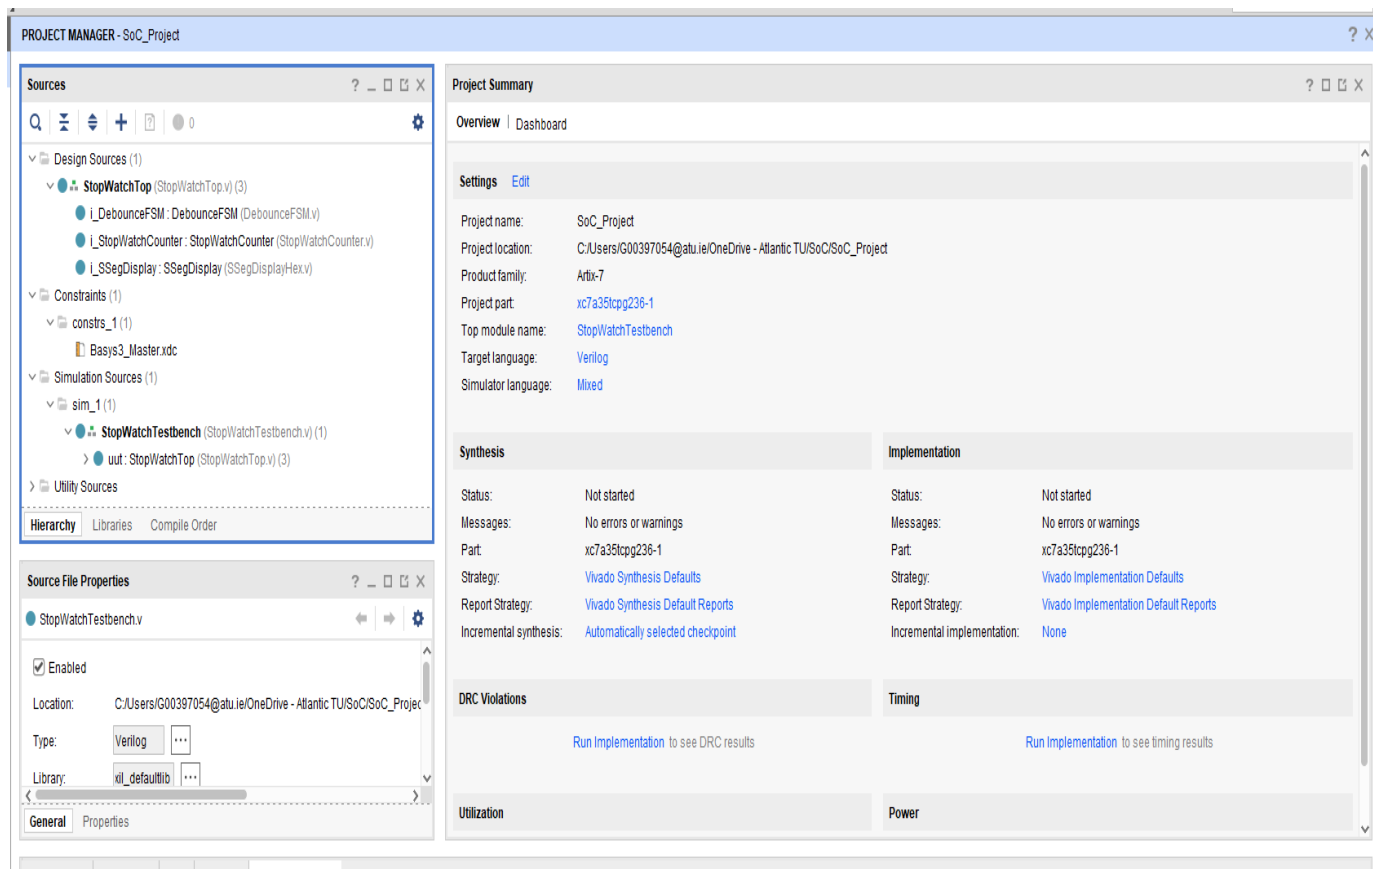 PROJECT MANAGER - SoC_Project
Sources
0
Design Sources (1)
StopWatchTop (StopWatchTop.v) (3)
i_DebounceFSM : DebounceFSM (DebounceFSM.v)
i_StopWatchCounter : StopWatchCounter (StopWatchCounter.v)
i_SSegDisplay : SSegDisplay (SSegDisplayHex.v)
Constraints (1)
constrs_1 (1)
Basys3_Master.xdc
Simulation Sources (1)
sim_1 (1)
StopWatchTestbench (StopWatchTestbench.v) (1)
uut : StopWatchTop (StopWatchTop.v) (3)
Utility Sources
Hierarchy Libraries Compile Order
Source File Properties
StopWatchTestbench.v
Enabled
Location: C:/Users/G00397054@atu.ie/OneDrive - Atlantic TU/SoC/SoC_Projec
Type: Verilog ...
Library: xil_defaultlib ...
General Properties
Project Summary
Overview | Dashboard
Settings Edit
Project name: SoC_Project
Project location: C:/Users/G00397054@atu.ie/OneDrive - Atlantic TU/SoC/SoC_Project
Product family: Artix-7
Project part: xc7a35tcpg236-1
Top module name: StopWatchTestbench
Target language: Verilog
Simulator language: Mixed
Synthesis
Status: Not started
Messages: No errors or warnings
Part: xc7a35tcpg236-1
Strategy: Vivado Synthesis Defaults
Report Strategy: Vivado Synthesis Default Reports
Incremental synthesis: Automatically selected checkpoint
Implementation
Status: Not started
Messages: No errors or warnings
Part: xc7a35tcpg236-1
Strategy: Vivado Implementation Defaults
Report Strategy: Vivado Implementation Default Reports
Incremental implementation: None
DRC Violations
Run Implementation to see DRC results
Timing
Run Implementation to see timing results
Utilization
Power